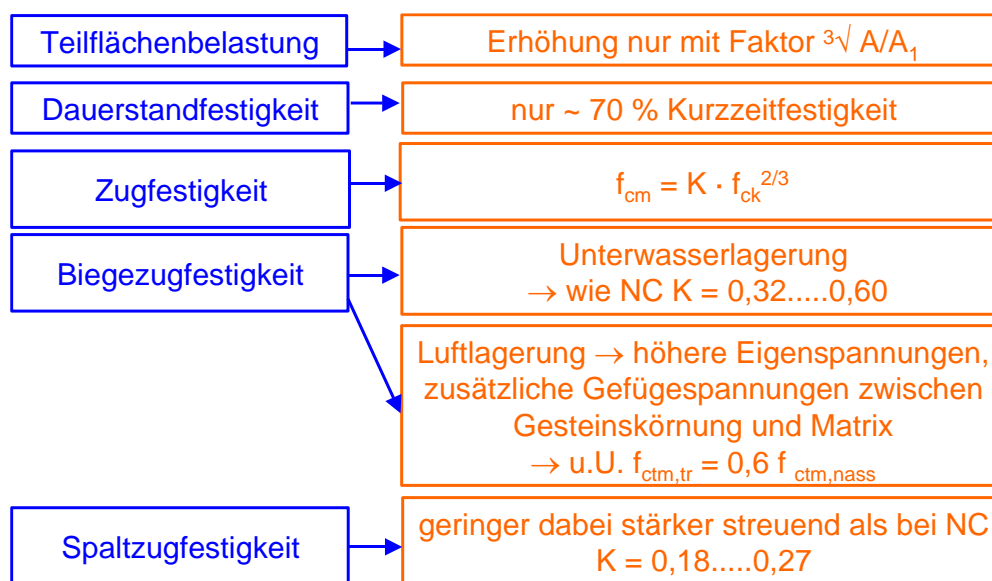 Teilflächenbelastung
Erhöhung nur mit Faktor ³√ A/A₁
Dauerstandfestigkeit
nur ~ 70 % Kurzzeitfestigkeit
Zugfestigkeit
f_cm = K · f_ck^2/3
Biegezugfestigkeit
Unterwasserlagerung
→ wie NC K = 0,32.....0,60
Luftlagerung → höhere Eigenspannungen,
zusätzliche Gefügespannungen zwischen
Gesteinskörnung und Matrix
→ u.U. f_ctm,tr = 0,6 f_ctm,nass
Spaltzugfestigkeit
geringer dabei stärker streuend als bei NC
K = 0,18.....0,27